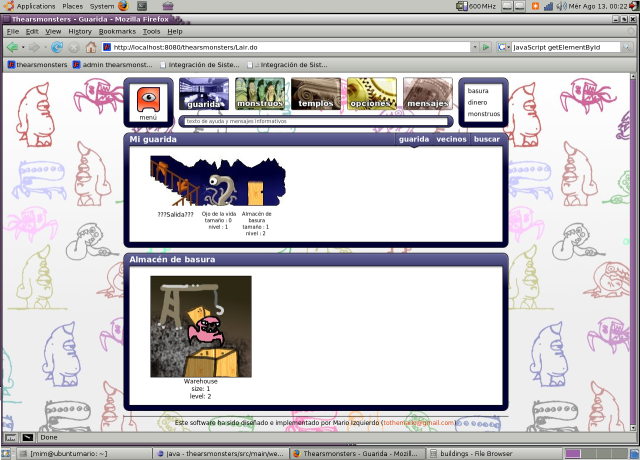 Applications Places System
600 MHz
Mér Ago 13, 00:22
Thearsmonsters - Guarida - Mozilla Firefox
File Edit View History Bookmarks Tools Help
http://localhost:8080/thearsmonsters/Lair.do
JavaScript getElementById
thearsmonsters admin thearsmonst... Integración de Siste... .:: Integración de Sist...
menú
guarida monstruos templos opciones mensajes
basura
dinero
monstruos
texto de ayuda y mensajes informativos
Mi guarida
guarida vecinos buscar
???Salida???
Ojo de la vida
tamaño : 0
nivel : 1
Almacén de
basura
tamaño : 1
nivel : 2
Almacén de basura
Warehouse
size: 1
level: 2
Este software ha sido diseñado e implementado por Mario Izquierdo (tothemario@gmail.com)
Done
[mim@ubuntumario: ~]
java - thearsmonsters/src/main/we...
Thearsmonsters - Guarida - Mozil...
buildings - File Browser